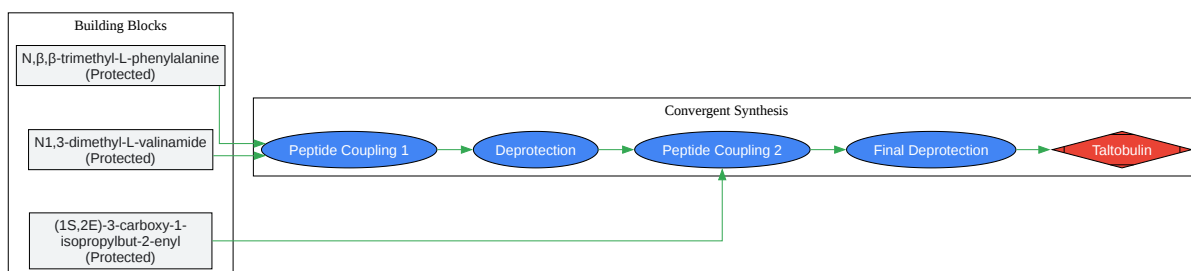 Building Blocks
N,β,β-trimethyl-L-phenylalanine
(Protected)
N1,3-dimethyl-L-valinamide
(Protected)
(1S,2E)-3-carboxy-1-
isopropylbut-2-enyl
(Protected)
Convergent Synthesis
Peptide Coupling 1
Deprotection
Peptide Coupling 2
Final Deprotection
Taltobulin